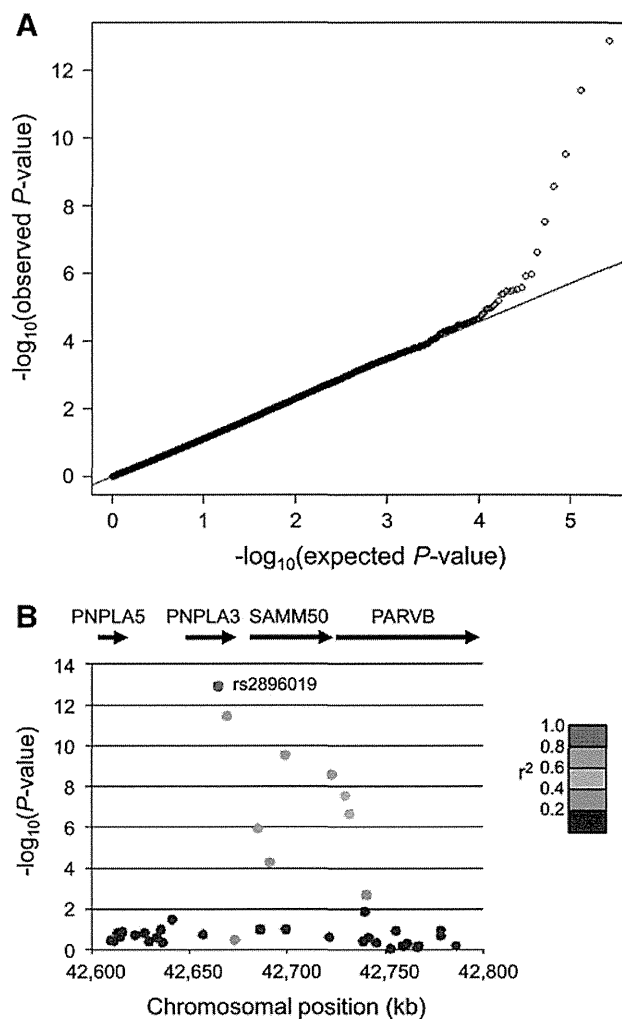 A
-log10(observed P-value)
12
10
8
6
4
2
0
0 1 2 3 4 5
-log10(expected P-value)
B
PNPLA5 PNPLA3 SAMM50 PARVB
-log10(P-value)
14
12
10
8
6
4
2
0
rs2896019
42,600 42,650 42,700 42,750 42,800
Chromosomal position (kb)
r2
1.0
0.8
0.6
0.4
0.2